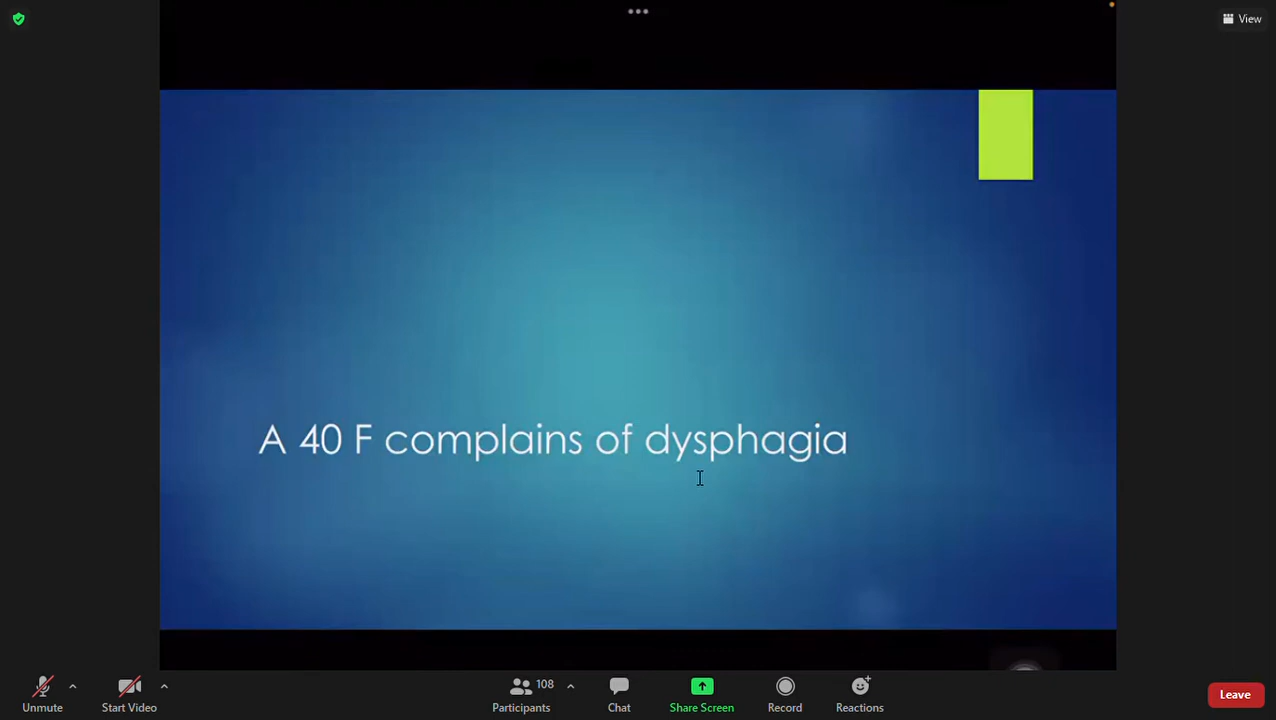 View
A 40 F complains of dysphagia
108
Unmute
Start Video
Participants
Chat
Share Screen
Record
Reactions
Leave